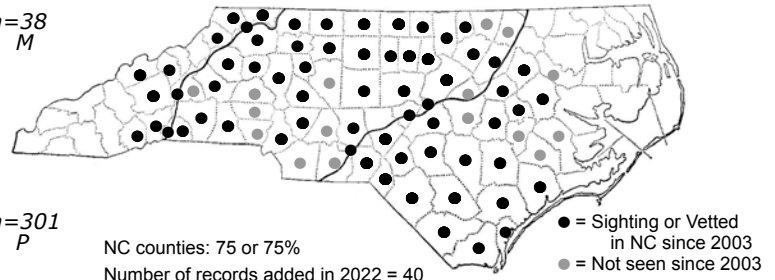 n=38
M
n=301
P
NC counties: 75 or 75%
Number of records added in 2022 = 40
● = Sighting or Vetted
in NC since 2003
● = Not seen since 2003